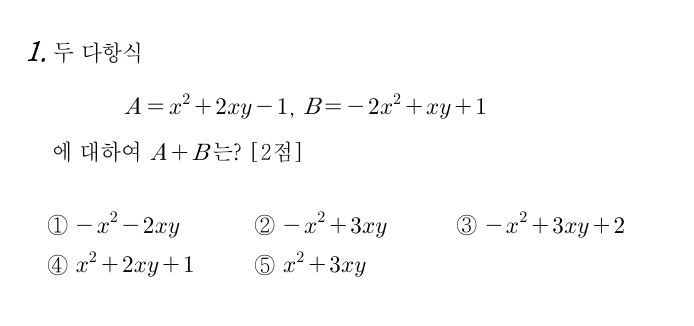 1. 두 다항식
A = x² + 2xy − 1, B = − 2x² + xy + 1
에 대하여 A + B는? [2점]
① − x² − 2xy ② − x² + 3xy ③ − x² + 3xy + 2
④ x² + 2xy + 1 ⑤ x² + 3xy